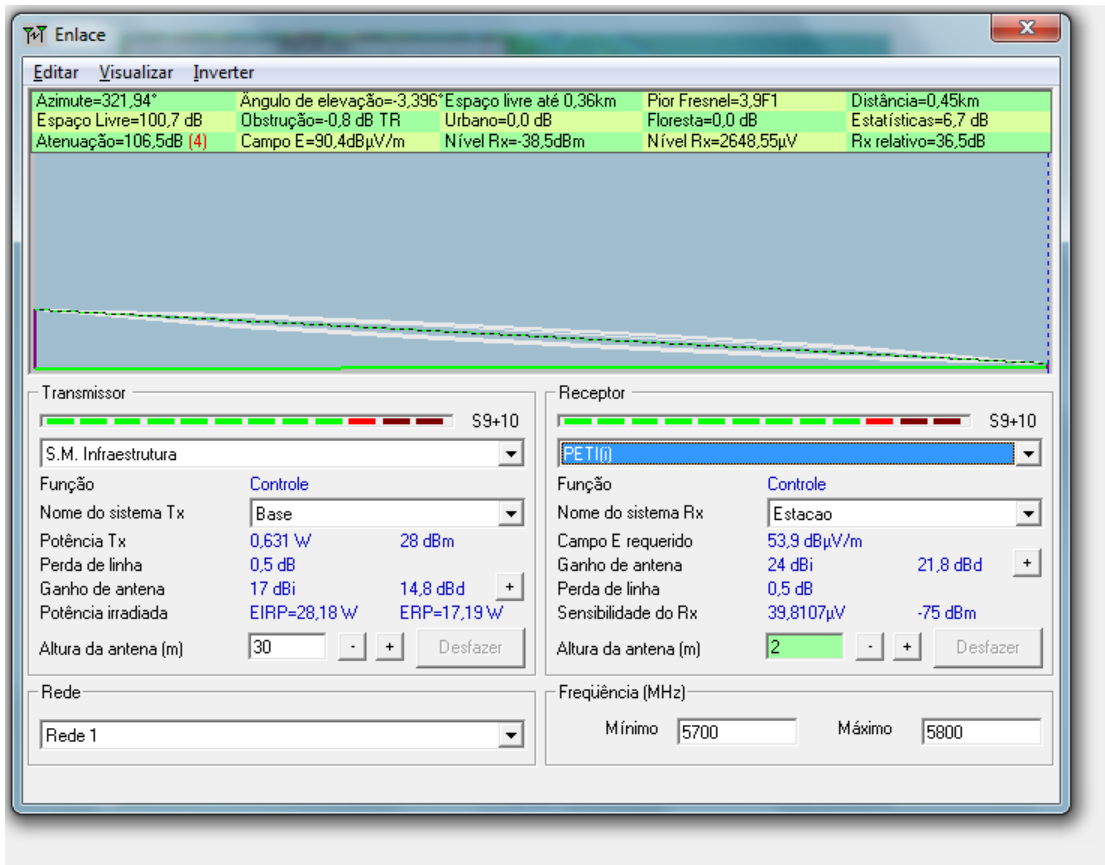 Enlace
Editar Visualizar Inverter
Azimute=321,94° Ângulo de elevação=-3,396° Espaço livre até 0,36km Pior Fresnel=3,9F1 Distância=0,45km
Espaço Livre=100,7 dB Obstrução=-0,8 dB TR Urbano=0,0 dB Floresta=0,0 dB Estatísticas=6,7 dB
Atenuação=106,5dB (4) Campo E=90,4dBµV/m Nível Rx=-38,5dBm Nível Rx=2648,55µV Rx relativo=36,5dB
Transmissor
S9+10
S.M. Infraestrutura
Função Controle
Nome do sistema Tx Base
Potência Tx 0,631 W 28 dBm
Perda de linha 0,5 dB
Ganho de antena 17 dBi 14,8 dBd +
Potência irradiada EIRP=28,18 W ERP=17,19 W
Altura da antena (m) 30 - + Desfazer
Rede
Rede 1
Receptor
S9+10
PETI(i)
Função Controle
Nome do sistema Rx Estacao
Campo E requerido 53,9 dBµV/m
Ganho de antena 24 dBi 21,8 dBd +
Perda de linha 0,5 dB
Sensibilidade do Rx 39,8107µV -75 dBm
Altura da antena (m) 2 - + Desfazer
Freqüência (MHz)
Mínimo 5700 Máximo 5800